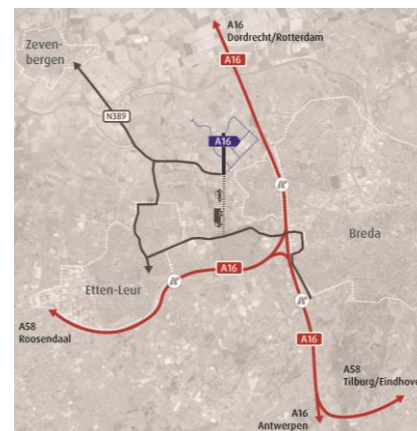 A16
Dordrecht/Rotterdam
Zeven-
bergen
A16
N389
A16
Breda
A16
Etten-Leur
A58
Roosendaal
A16
A58
Tilburg/Eindhove
A16
Antwerpen